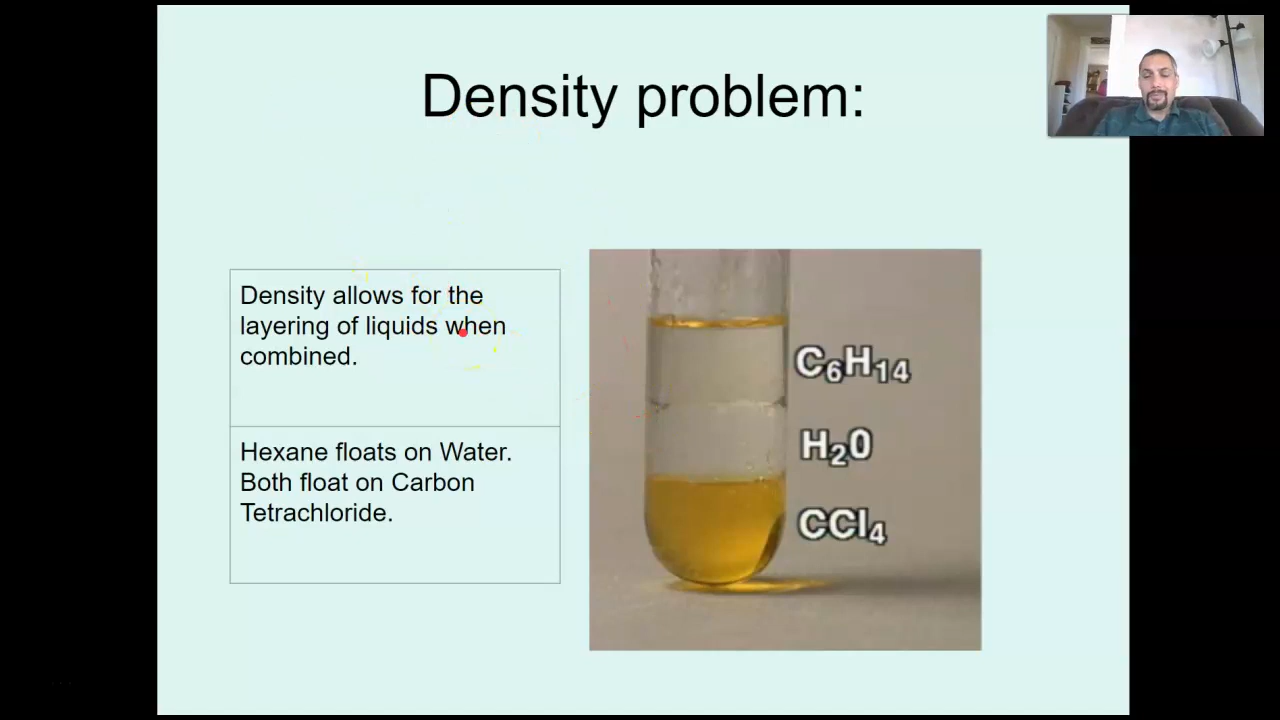 Density problem:
Density allows for the
layering of liquids when
combined.
Hexane floats on Water.
Both float on Carbon
Tetrachloride.
C₆H₁₄
H₂0
CCl₄